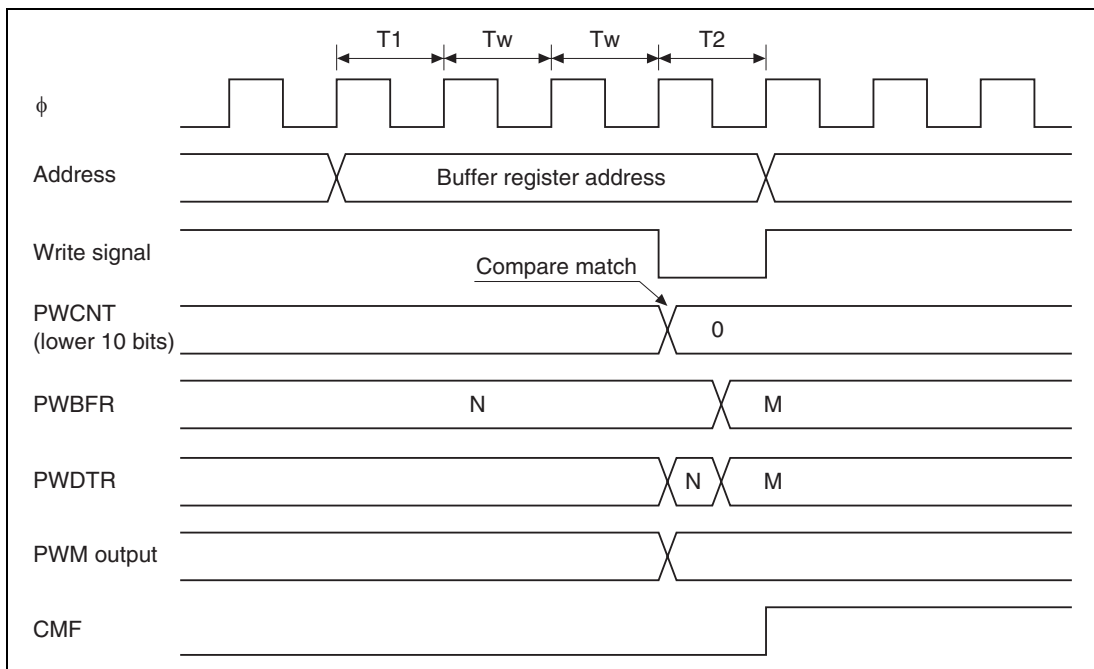 T1 Tw Tw T2
ϕ
Address Buffer register address
Write signal
Compare match
PWCNT
(lower 10 bits) 0
PWBFR N M
PWDTR N M
PWM output
CMF